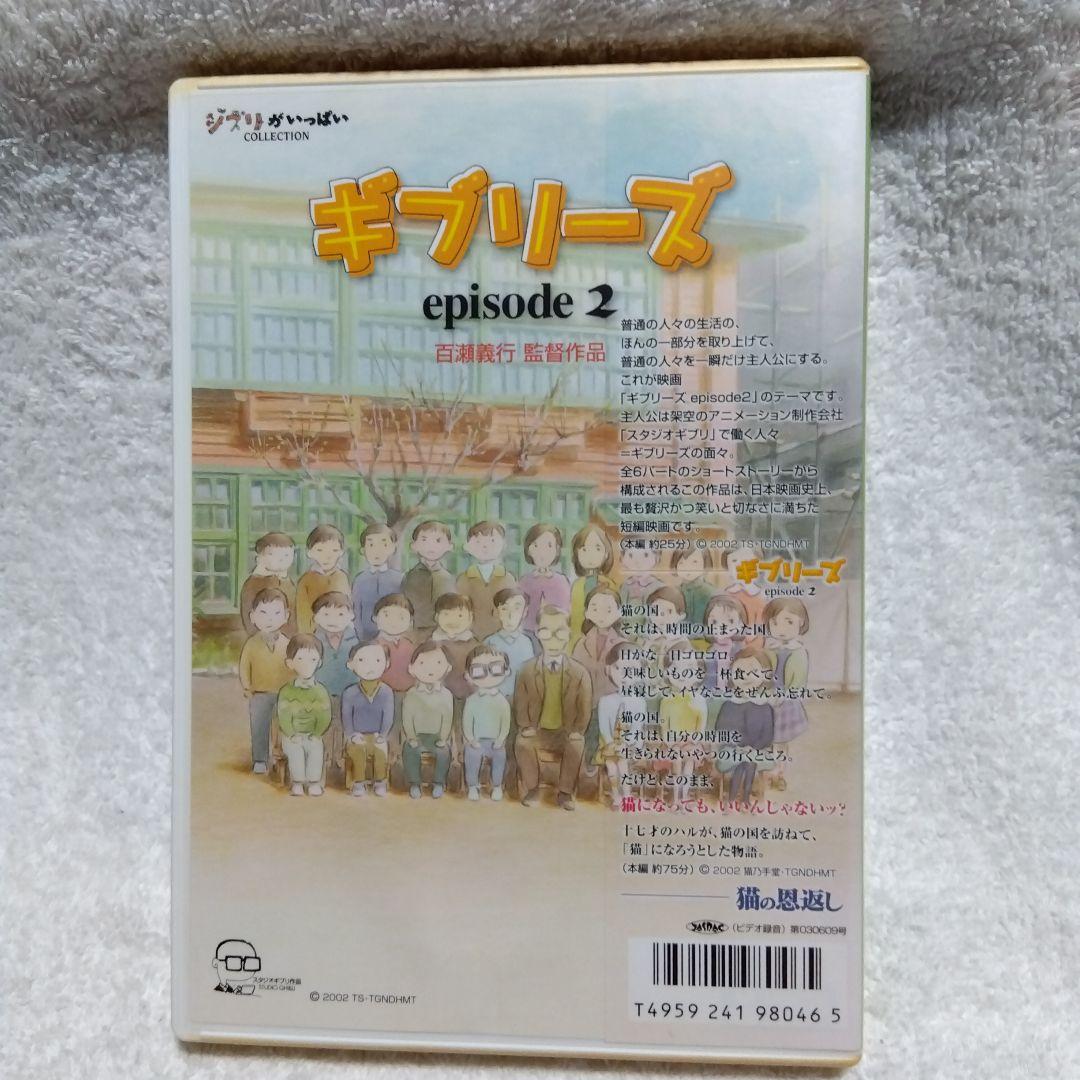 ジブリがいっぱい
COLLECTION
ギブリーズ
episode 2
百瀬義行 監督作品
普通の人々の生活の、
ほんの一部分を取り上げて、
普通の人々を一瞬だけ主人公にする。
これが映画
「ギブリーズ episode2」のテーマです。
主人公は架空のアニメーション制作会社
「スタジオギブリ」で働く人々
=ギブリーズの面々。
全6パートのショートストーリーから
構成されるこの作品は、日本映画史上、
最も贅沢かつ笑いと切なさに満ちた
短編映画です。
(本編 約25分) © 2002 TS・TGNDHMT
ギブリーズ
episode 2
猫の国。
それは、時間の止まった国。
日がな一日ゴロゴロ。
美味しいものを一杯食べて、
昼寝して、イヤなことをぜんぶ忘れて。
猫の国。
それは、自分の時間を
生きられないやつの行くところ。
だけど、このまま、
猫になっても、いいんじゃないッ?
十七才のハルが、猫の国を訪ねて、
「猫」になろうとした物語。
(本編 約75分) © 2002 猫乃手堂・TGNDHMT
猫の恩返し
JASRAC (ビデオ録音) 第030609号
スタジオギブリ作品
STUDIO GHIBLI
© 2002 TS・TGNDHMT
T4959 241 98046 5